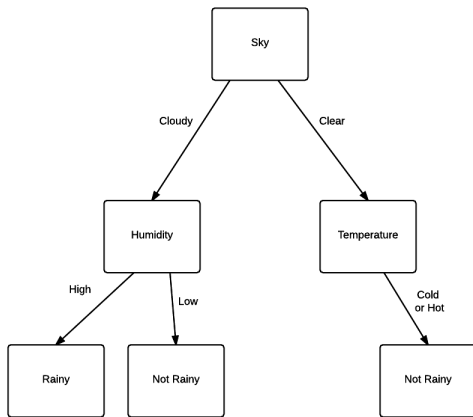 Sky
Cloudy
Clear
Humidity
Temperature
High
Low
Cold
or Hot
Rainy
Not Rainy
Not Rainy